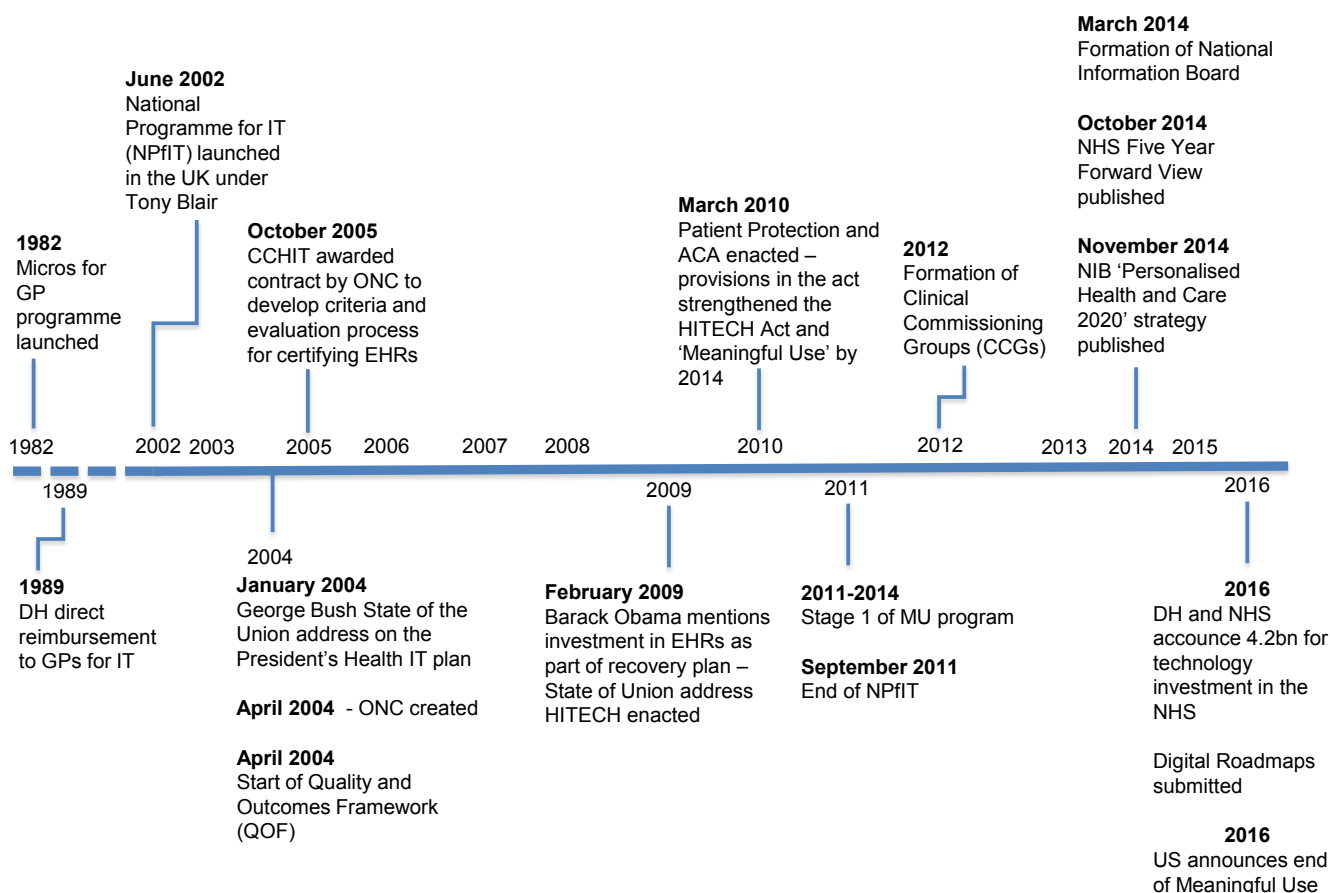 March 2014
Formation of National
Information Board
October 2014
NHS Five Year
Forward View
published
November 2014
NIB ‘Personalised
Health and Care
2020’ strategy
published
June 2002
National
Programme for IT
(NPfIT) launched
in the UK under
Tony Blair
1982
Micros for
GP
programme
launched
October 2005
CCHIT awarded
contract by ONC to
develop criteria and
evaluation process
for certifying EHRs
March 2010
Patient Protection and
ACA enacted –
provisions in the act
strengthened the
HITECH Act and
‘Meaningful Use’ by
2014
2012
Formation of
Clinical
Commissioning
Groups (CCGs)
1982
2002
2003
2005
2006
2007
2008
2010
2012
2013
2014
2015
1989
2004
2009
2011
2016
1989
DH direct
reimbursement
to GPs for IT
January 2004
George Bush State of the
Union address on the
President’s Health IT plan
April 2004 - ONC created
April 2004
Start of Quality and
Outcomes Framework
(QOF)
February 2009
Barack Obama mentions
investment in EHRs as
part of recovery plan –
State of Union address
HITECH enacted
2011-2014
Stage 1 of MU program
September 2011
End of NPfIT
2016
DH and NHS
accounce 4.2bn for
technology
investment in the
NHS
Digital Roadmaps
submitted
2016
US announces end
of Meaningful Use